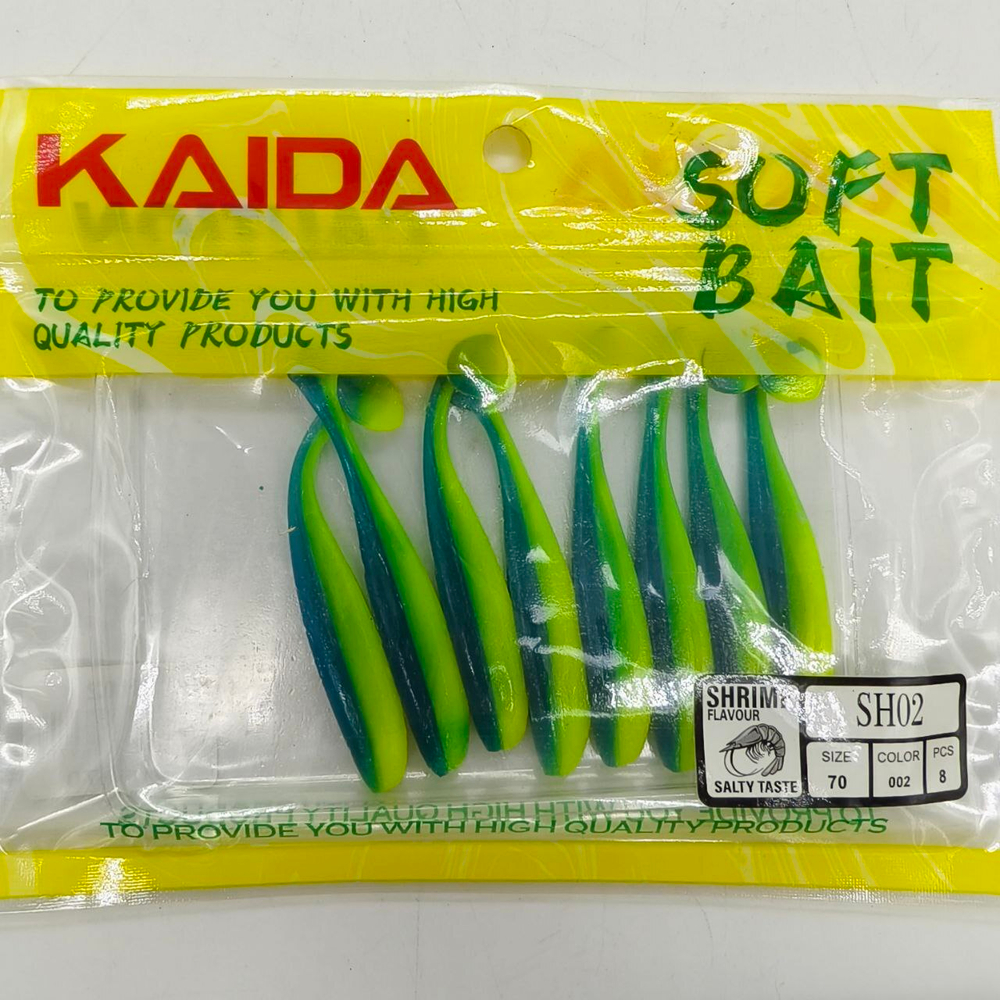 KAIDA
SOFT
BAIT
TO PROVIDE YOU WITH HIGH
QUALITY PRODUCTS
SHRIMP
FLAVOUR
SALTY TASTE
SH02
SIZE
70
COLOR
002
PCS
8
TO PROVIDE YOU WITH HIGH QUALITY PRODUCTS